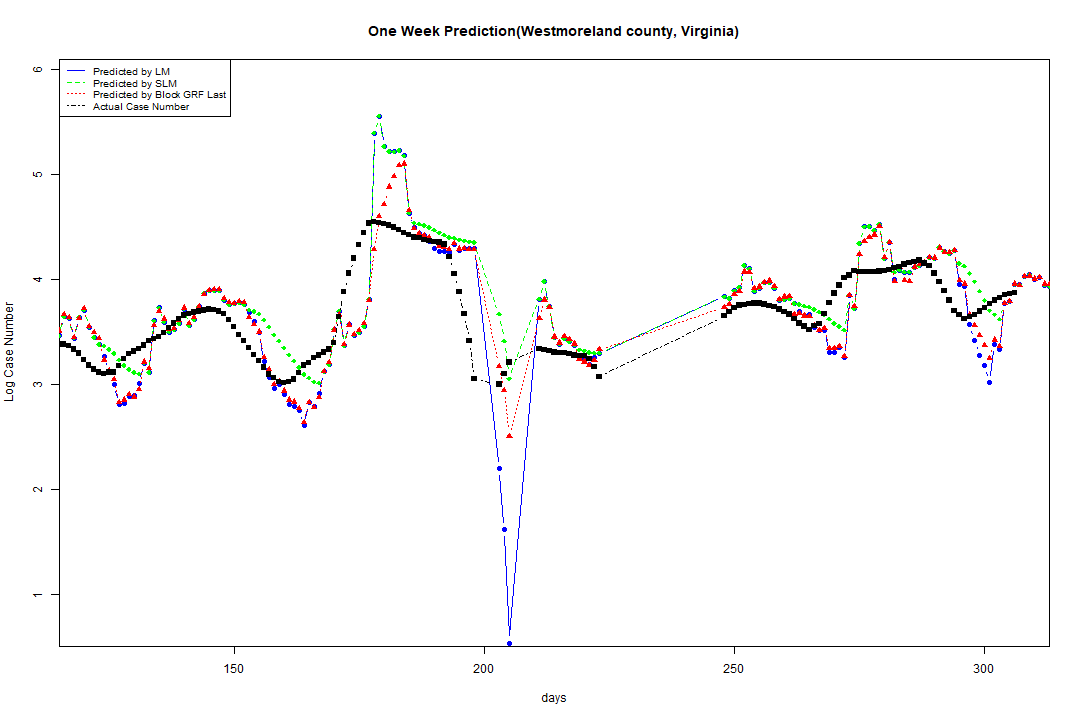 One Week Prediction(Westmoreland county, Virginia)
Predicted by LM
Predicted by SLM
Predicted by Block GRF Last
Actual Case Number
Log Case Number
6
5
4
3
2
1
150
200
250
300
days